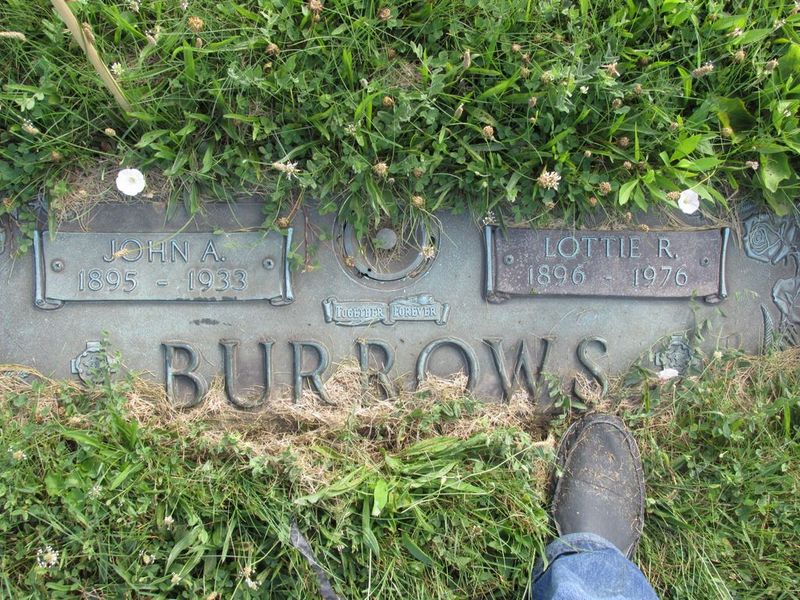 JOHN A.
1895 - 1933
LOTTIE R.
1896 - 1976
TOGETHER FOREVER
BURROWS